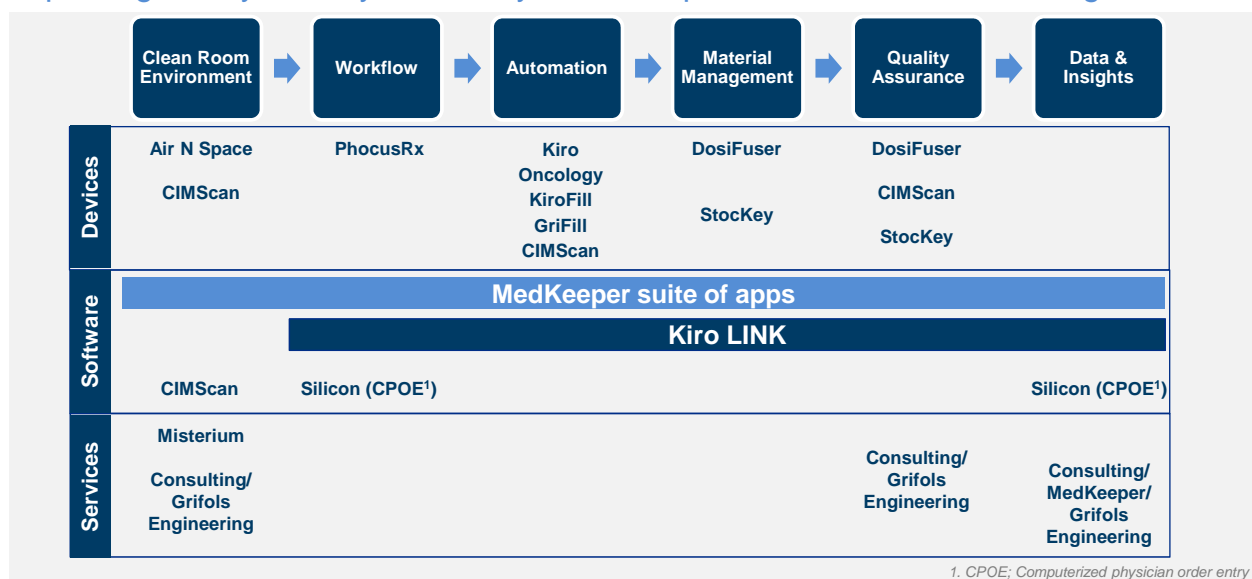 Clean Room
Environment
Workflow
Automation
Material
Management
Quality
Assurance
Data &
Insights
Devices
Air N Space
CIMScan
PhocusRx
Kiro
Oncology
KiroFill
GriFill
CIMScan
DosiFuser
StocKey
DosiFuser
CIMScan
StocKey
Software
MedKeeper suite of apps
Kiro LINK
CIMScan
Silicon (CPOE¹)
Silicon (CPOE¹)
Services
Misterium
Consulting/
Grifols
Engineering
Consulting/
Grifols
Engineering
Consulting/
MedKeeper/
Grifols
Engineering
1. CPOE; Computerized physician order entry